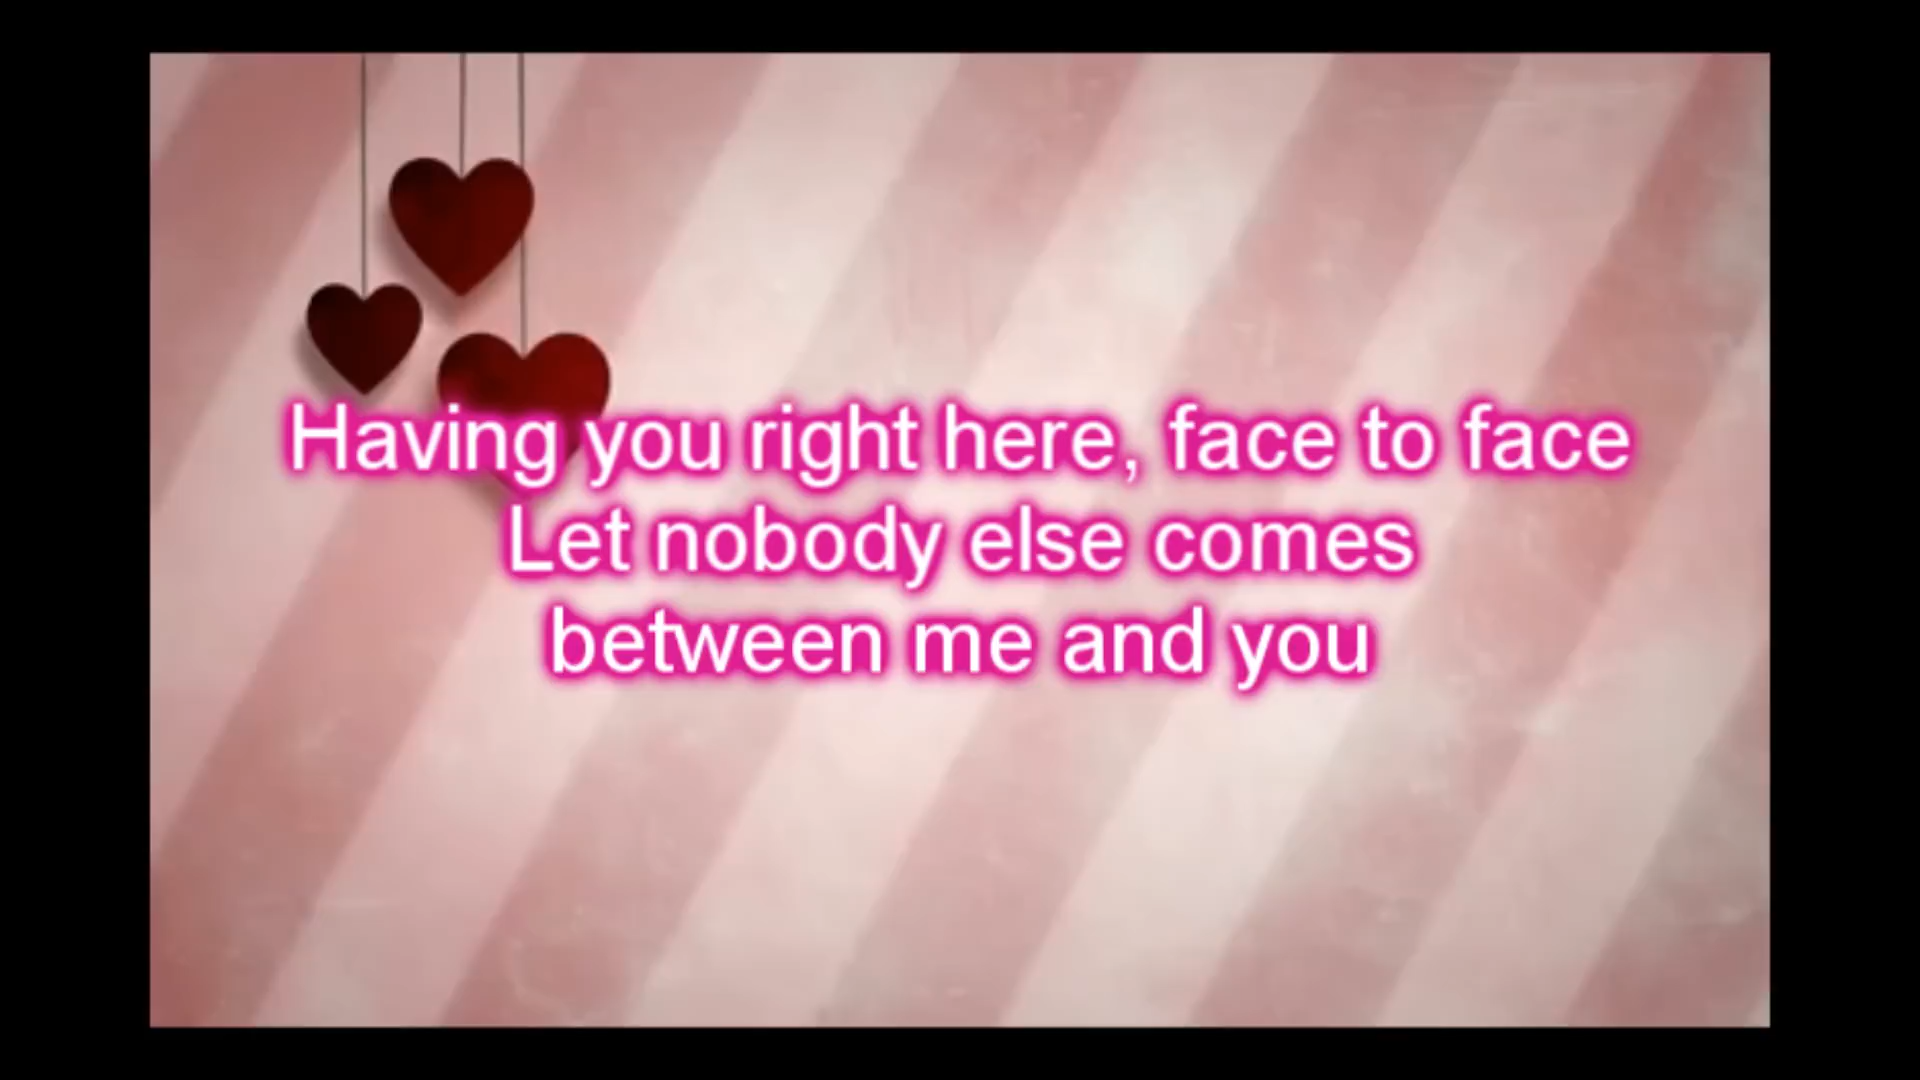 Having you right here, face to face
Let nobody else comes
between me and you